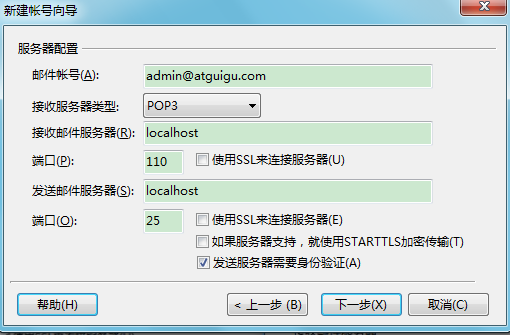 新建帐号向导
服务器配置
邮件帐号(A): admin@atguigu.com
接收服务器类型: POP3
接收邮件服务器(R): localhost
端口(P): 110 使用SSL来连接服务器(U)
发送邮件服务器(S): localhost
端口(O): 25 使用SSL来连接服务器(E)
如果服务器支持，就使用STARTTLS加密传输(T)
发送服务器需要身份验证(A)
帮助(H) < 上一步 (B) 下一步(X) 取消(C)